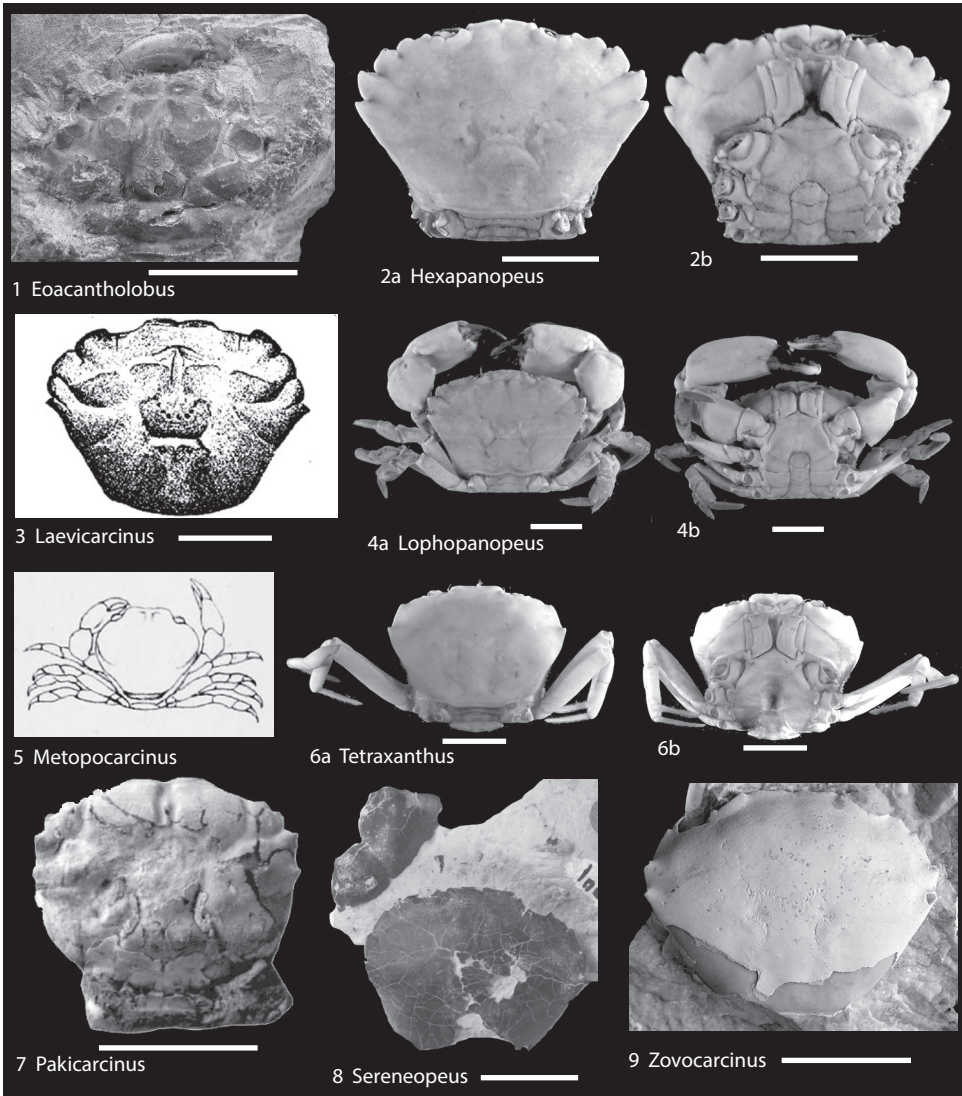 1 Eoacantholobus
2a Hexapanopeus
2b
3 Laevicarcinus
4a Lophopanopeus
4b
5 Metopocarcinus
6a Tetraxanthus
6b
7 Pakicarcinus
8 Sereneopeus
9 Zovocarcinus